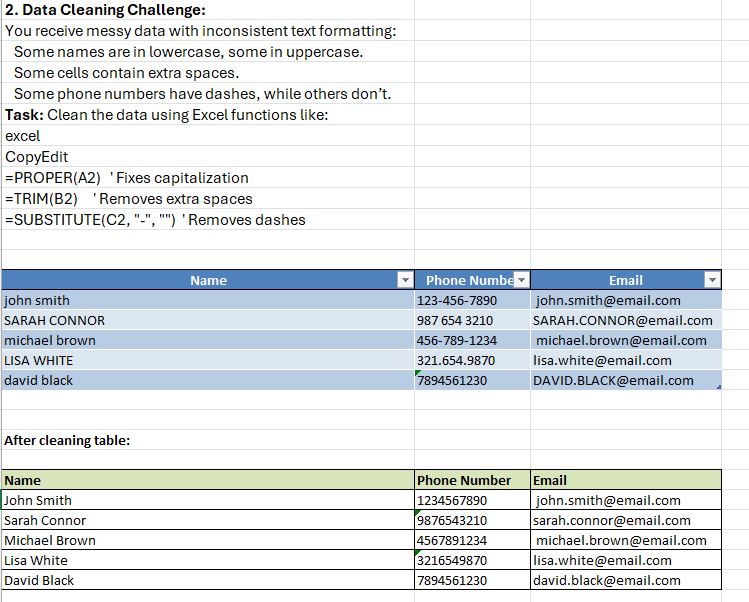 2. Data Cleaning Challenge:
You receive messy data with inconsistent text formatting:
Some names are in lowercase, some in uppercase.
Some cells contain extra spaces.
Some phone numbers have dashes, while others don't.
Task: Clean the data using Excel functions like:
excel
CopyEdit
=PROPER(A2) 'Fixes capitalization
=TRIM(B2) 'Removes extra spaces
=SUBSTITUTE(C2, "-", "") 'Removes dashes
Name Phone Numbe Email
john smith 123-456-7890 john.smith@email.com
SARAH CONNOR 987 654 3210 SARAH.CONNOR@email.com
michael brown 456-789-1234 michael.brown@email.com
LISA WHITE 321.654.9870 lisa.white@email.com
david black 7894561230 DAVID.BLACK@email.com
After cleaning table:
Name Phone Number Email
John Smith 1234567890 john.smith@email.com
Sarah Connor 9876543210 sarah.connor@email.com
Michael Brown 4567891234 michael.brown@email.com
Lisa White 3216549870 lisa.white@email.com
David Black 7894561230 david.black@email.com